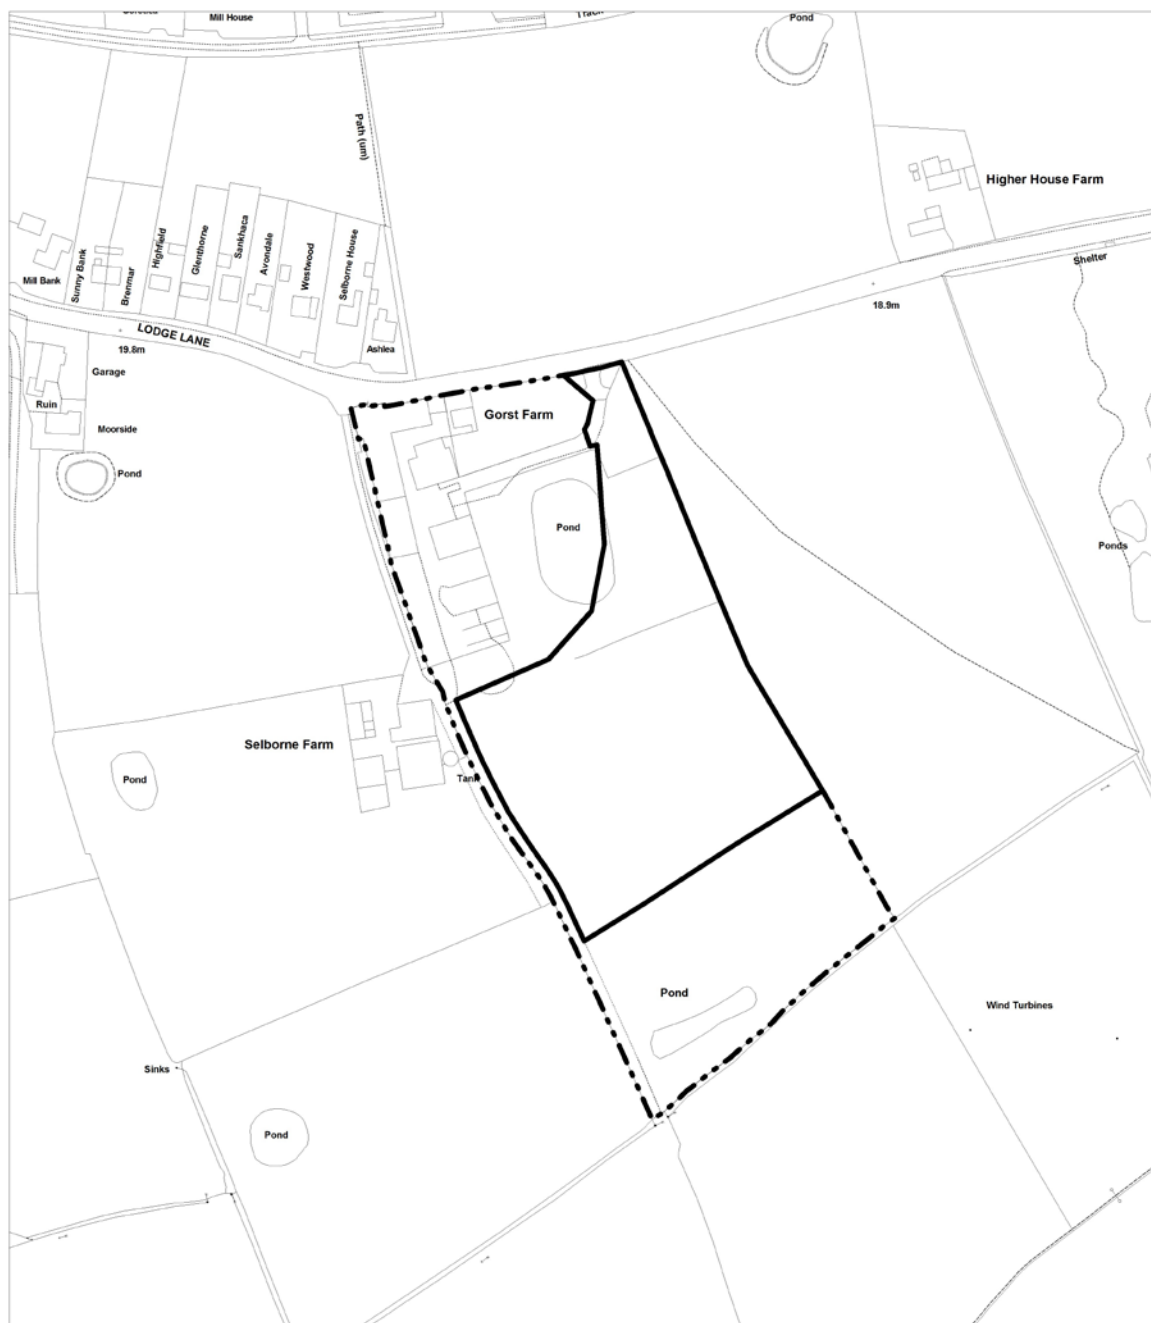 Mill House
Track
Pond
Path (um)
Higher House Farm
Shelter
18.9m
Mill Bank
Sunny Bank
Brenmar
Highfield
Glenthorne
Sankhaca
Avondale
Westwood
Selborne House
Ashlea
LODGE LANE
19.8m
Garage
Ruin
Moorside
Pond
Gorst Farm
Pond
Ponds
Selborne Farm
Tank
Pond
Pond
Wind Turbines
Sinks
Pond